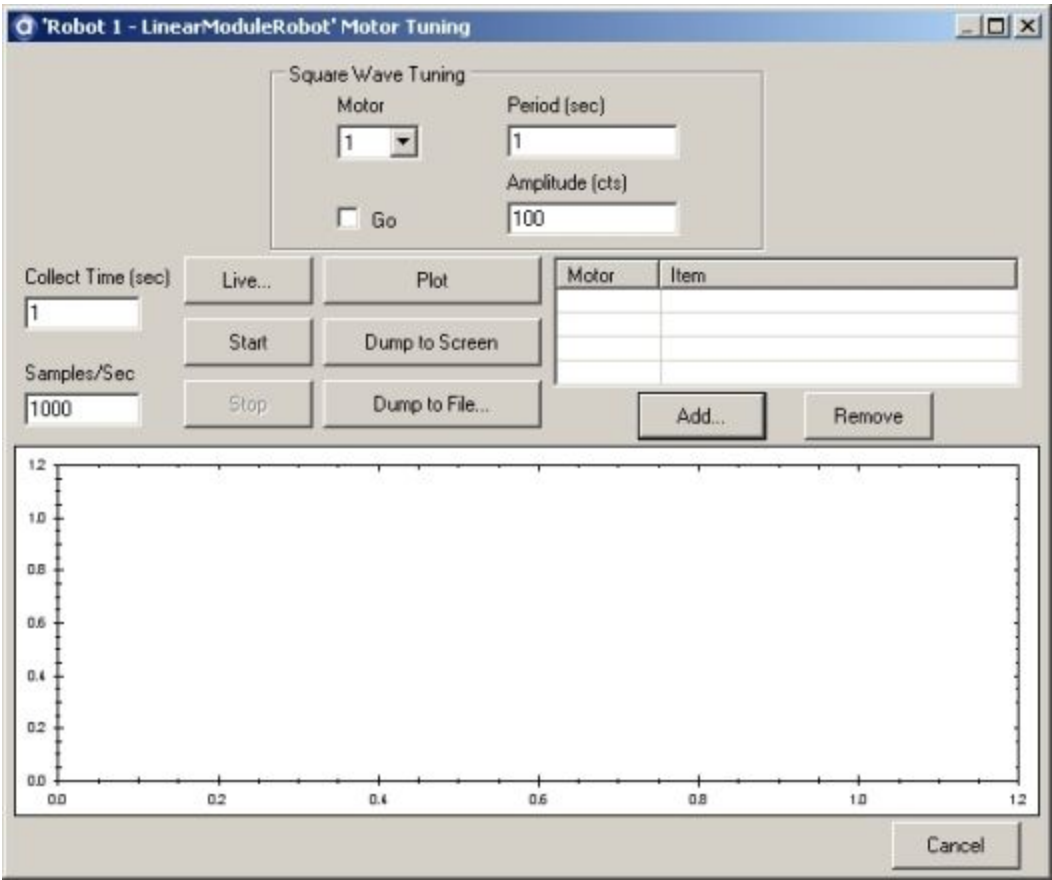 'Robot 1 - LinearModuleRobot' Motor Tuning
Square Wave Tuning
Motor
Period (sec)
1
1
Amplitude (cts)
Go
100
Collect Time (sec)
1
Samples/Sec
1000
Live...
Plot
Start
Dump to Screen
Stop
Dump to File...
Motor Item
Add...
Remove
1.2
1.0
0.8
0.6
0.4
0.2
0.0
0.0 0.2 0.4 0.6 0.8 1.0 1.2
Cancel